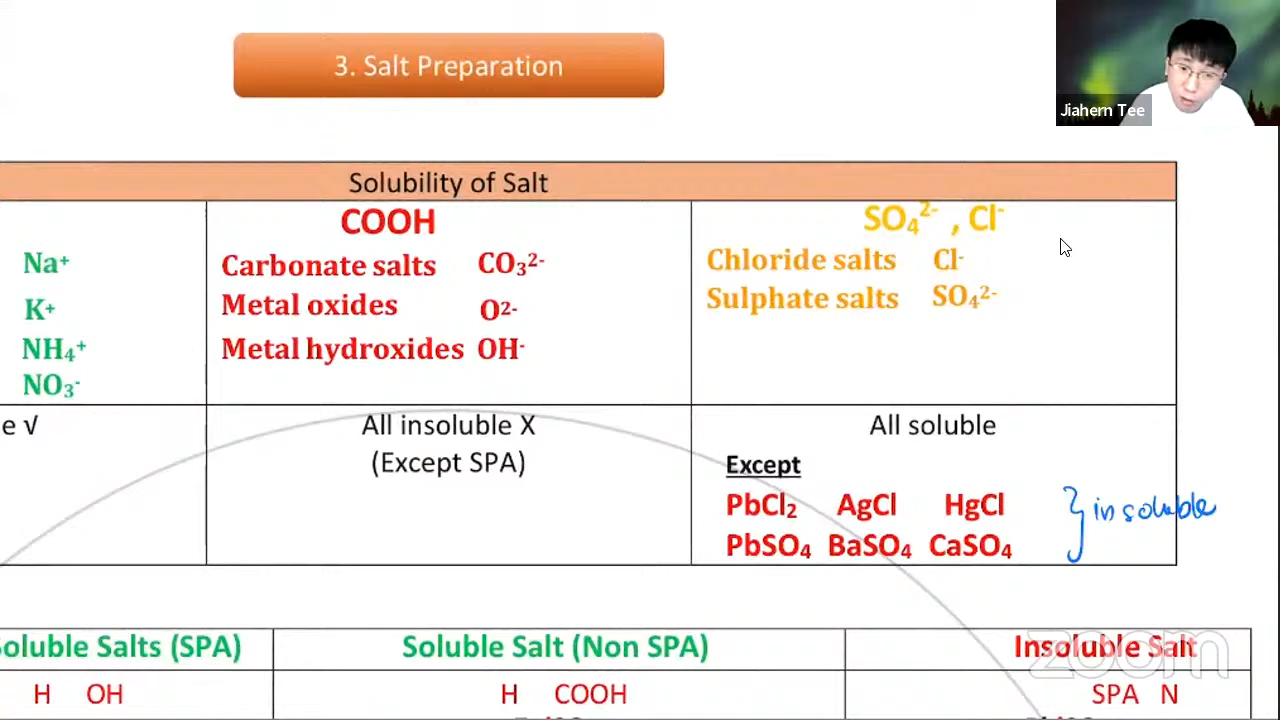 3. Salt Preparation
Jiahern Tee
Solubility of Salt
Na⁺
K⁺
NH₄⁺
NO₃⁻
COOH
Carbonate salts CO₃²⁻
Metal oxides O²⁻
Metal hydroxides OH⁻
SO₄²⁻ , Cl⁻
Chloride salts Cl⁻
Sulphate salts SO₄²⁻
e √
All insoluble X
(Except SPA)
All soluble
Except
PbCl₂ AgCl HgCl
PbSO₄ BaSO₄ CaSO₄
} insoluble
oluble Salts (SPA)
Soluble Salt (Non SPA)
Insoluble Salt
H OH
H COOH
SPA N
zoom